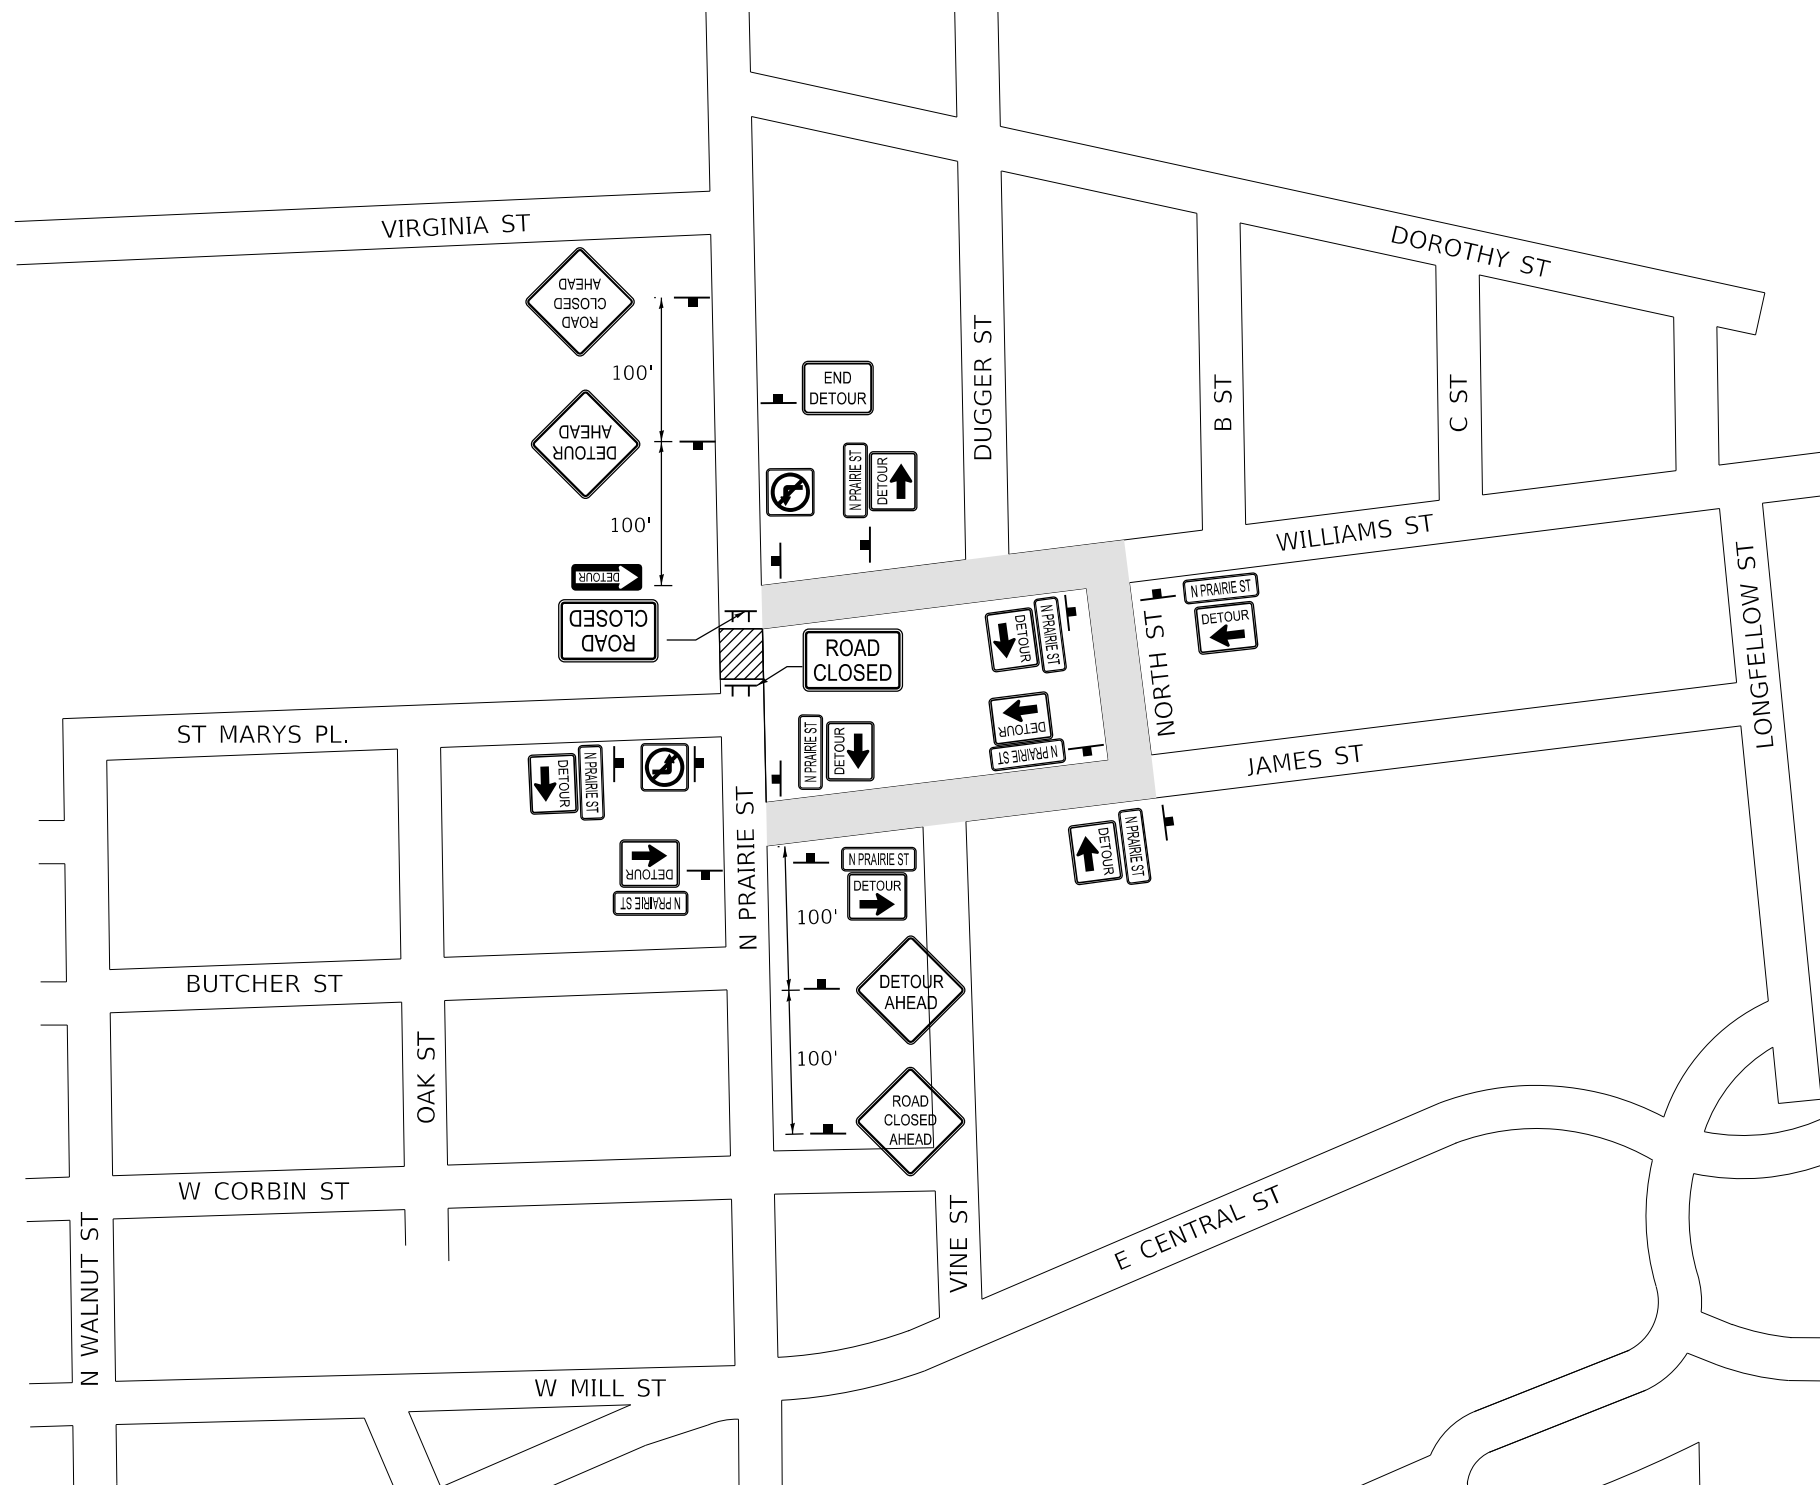 VIRGINIA ST
DOROTHY ST
ROAD
CLOSED
AHEAD
100'
END
DETOUR
DUGGER ST
B ST
C ST
DETOUR
AHEAD
N PRAIRIE ST
DETOUR
100'
WILLIAMS ST
DETOUR
ROAD
CLOSED
N PRAIRIE ST
DETOUR
N PRAIRIE ST
DETOUR
LONGFELLOW ST
NORTH ST
ROAD
CLOSED
DETOUR
N PRAIRIE ST
ST MARYS PL.
N PRAIRIE ST
DETOUR
JAMES ST
N PRAIRIE ST
DETOUR
N PRAIRIE ST
N PRAIRIE ST
DETOUR
DETOUR
N PRAIRIE ST
N PRAIRIE ST
DETOUR
100'
BUTCHER ST
DETOUR
AHEAD
OAK ST
100'
ROAD
CLOSED
AHEAD
W CORBIN ST
N WALNUT ST
VINE ST
E CENTRAL ST
W MILL ST